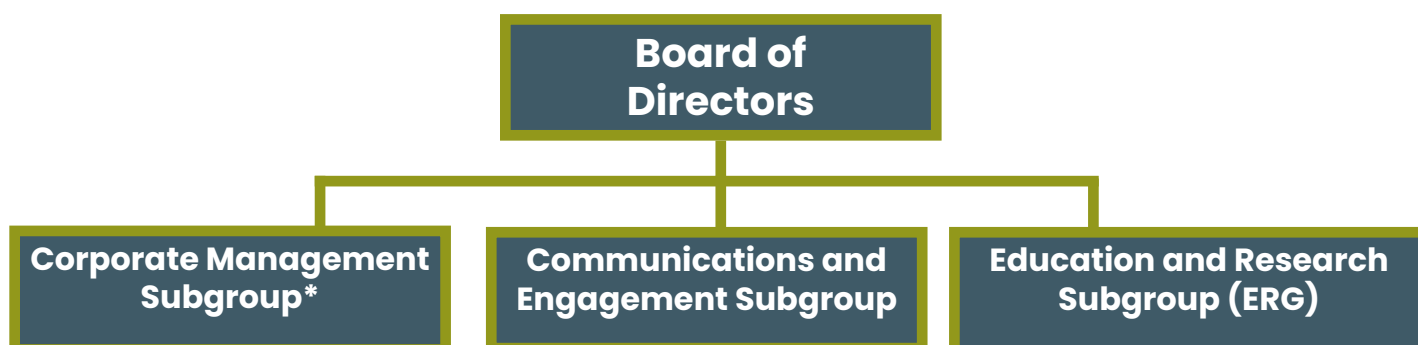 Board of
Directors
Corporate Management
Subgroup*
Communications and
Engagement Subgroup
Education and Research
Subgroup (ERG)